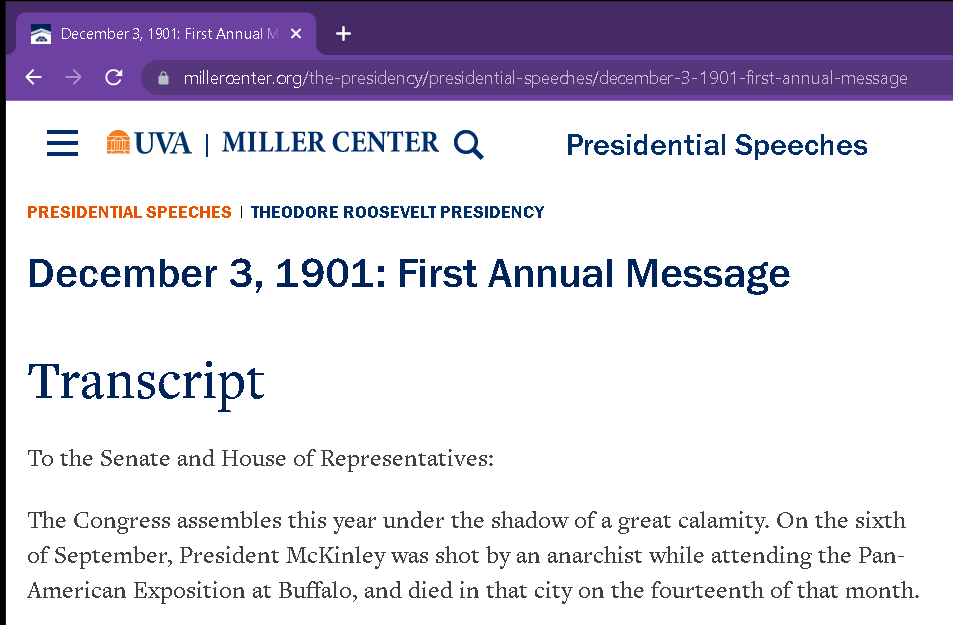 December 3, 1901: First Annual M
millercenter.org/the-presidency/presidential-speeches/december-3-1901-first-annual-message
UVA | MILLER CENTER
Presidential Speeches
PRESIDENTIAL SPEECHES | THEODORE ROOSEVELT PRESIDENCY
December 3, 1901: First Annual Message
Transcript
To the Senate and House of Representatives:
The Congress assembles this year under the shadow of a great calamity. On the sixth
of September, President McKinley was shot by an anarchist while attending the Pan-
American Exposition at Buffalo, and died in that city on the fourteenth of that month.